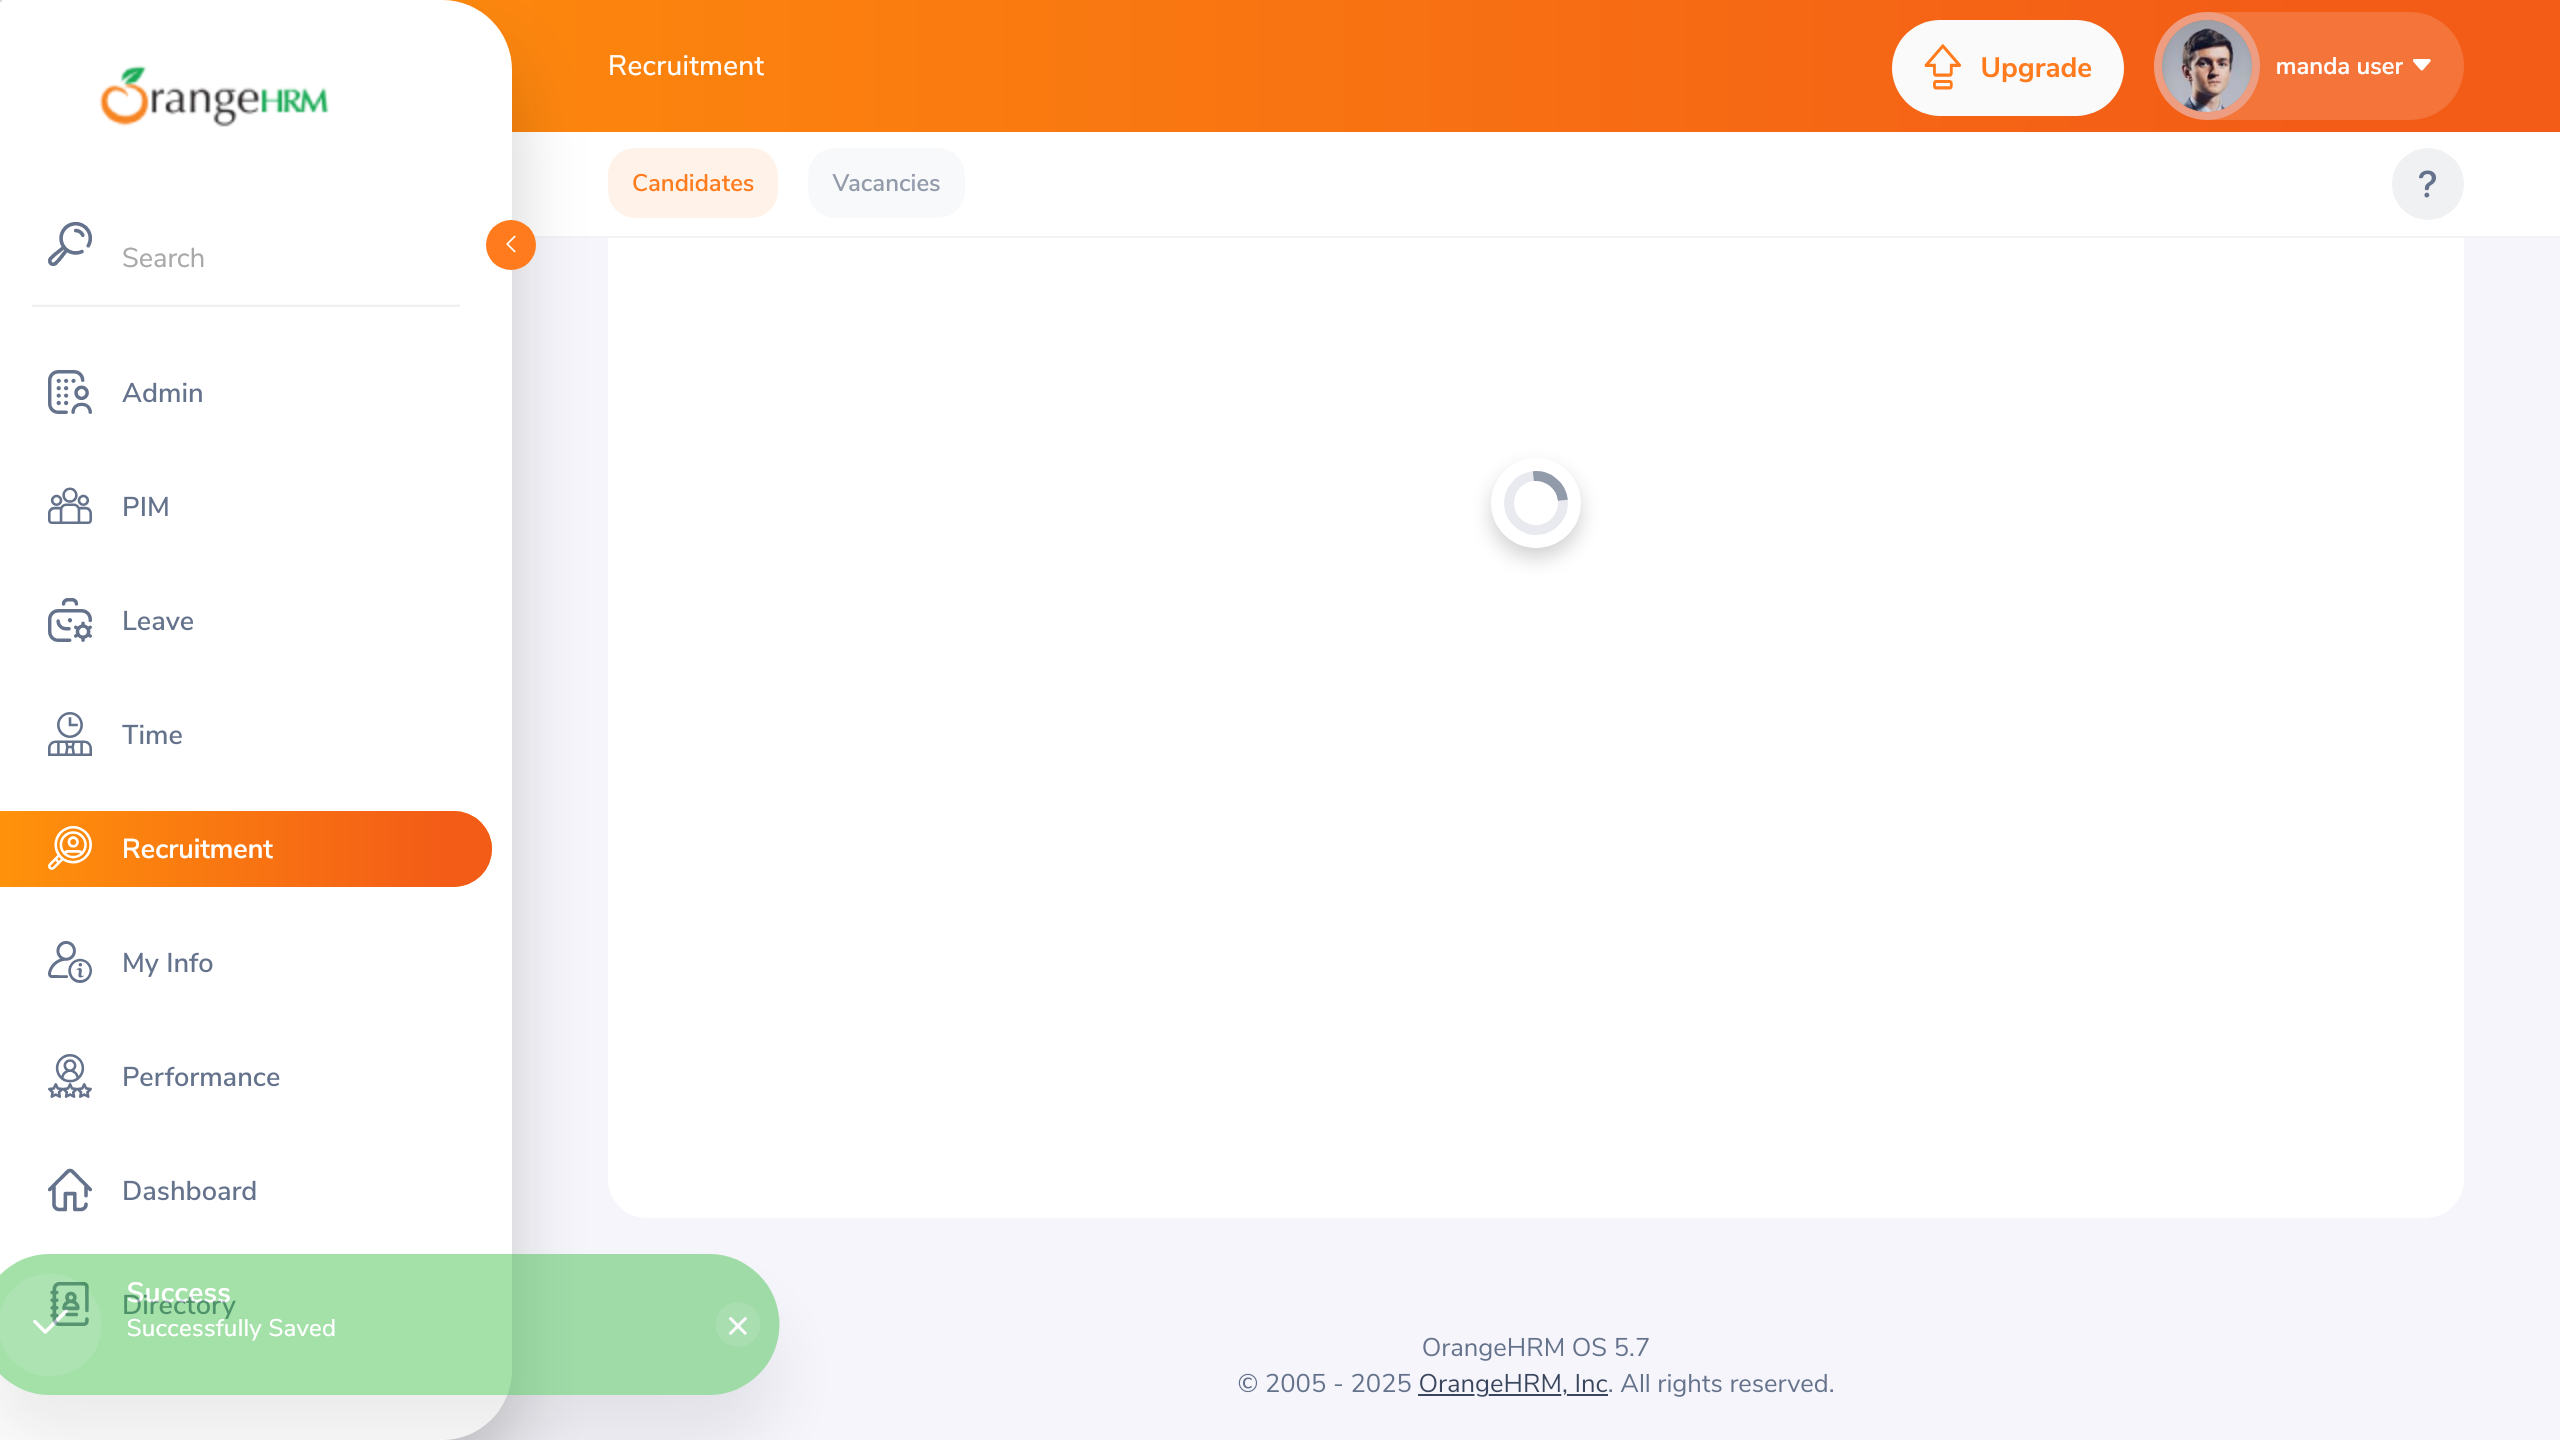 OrangeHRM
Recruitment
Upgrade
manda user
Candidates
Vacancies
?
Search
Admin
PIM
Leave
Time
Recruitment
My Info
Performance
Dashboard
Directory
Success
Successfully Saved
OrangeHRM OS 5.7
© 2005 - 2025 OrangeHRM, Inc. All rights reserved.